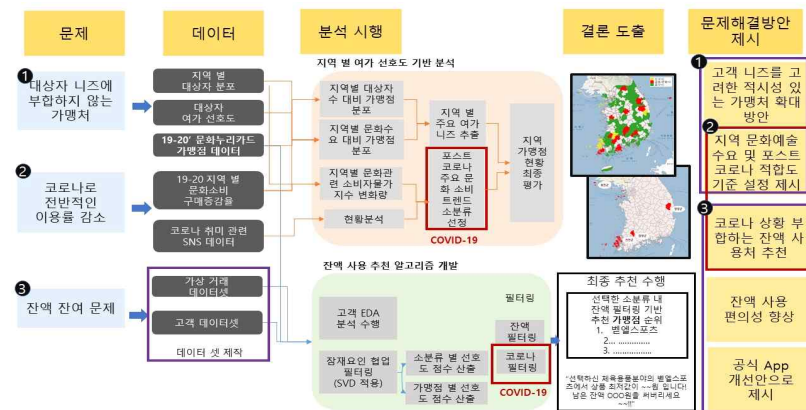 문제
데이터
분석 시행
결론 도출
문제해결방안
제시
지역 별 여가 선호도 기반 분석
1
대상자 니즈에
부합하지 않는
가맹처
2
코로나로
전반적인
이용률 감소
3
잔액 잔여 문제
지역 별
대상자 분포
대상자
여가 선호도
19-20' 문화누리카드
가맹점 데이터
19-20 지역 별
문화소비
구매증감율
코로나 취미 관련
SNS 데이터
가상 거래
데이터셋
고객 데이터셋
데이터 셋 제작
지역별 대상자
수 대비 가맹점
분포
지역별 문화수
요 대비 가맹점
분포
지역별 문화관
련 소비자물가
지수 변화량
현황분석
지역 별
주요 여가
니즈 추출
포스트
코로나
주요 문
화 소비
트렌드
소분류
선정
COVID-19
지역
가맹점
현황
최종
평가
잔액 사용 추천 알고리즘 개발
고객 EDA
분석 수행
잠재요인 협업
필터링
(SVD 적용)
소분류 별 선호
도 점수 산출
가맹점 별 선호
도 점수 산출
필터링
잔액
필터링
코로나
필터링
COVID-19
최종 추천 수행
선택한 소분류 내
잔액 필터링 기반
추천 가맹점 순위
1. 벧엘스포츠
2... ..............
3. .................
"선택하신 체육용품분야의 벧엘스포
츠에서 상품 최저값이 ~~원 입니다!
남은 잔액 OOO원을 써버리세요
~~!!"
1
고객 니즈를 고
려한 적시성 있
는 가맹처 확대
방안
2
지역 문화예술
수요 및 포스트
코로나 적합도
기준 설정 제시
3
코로나 상황 부
합하는 잔액 사
용처 추천
잔액 사용
편의성 향상
공식 App
개선안으로
제시